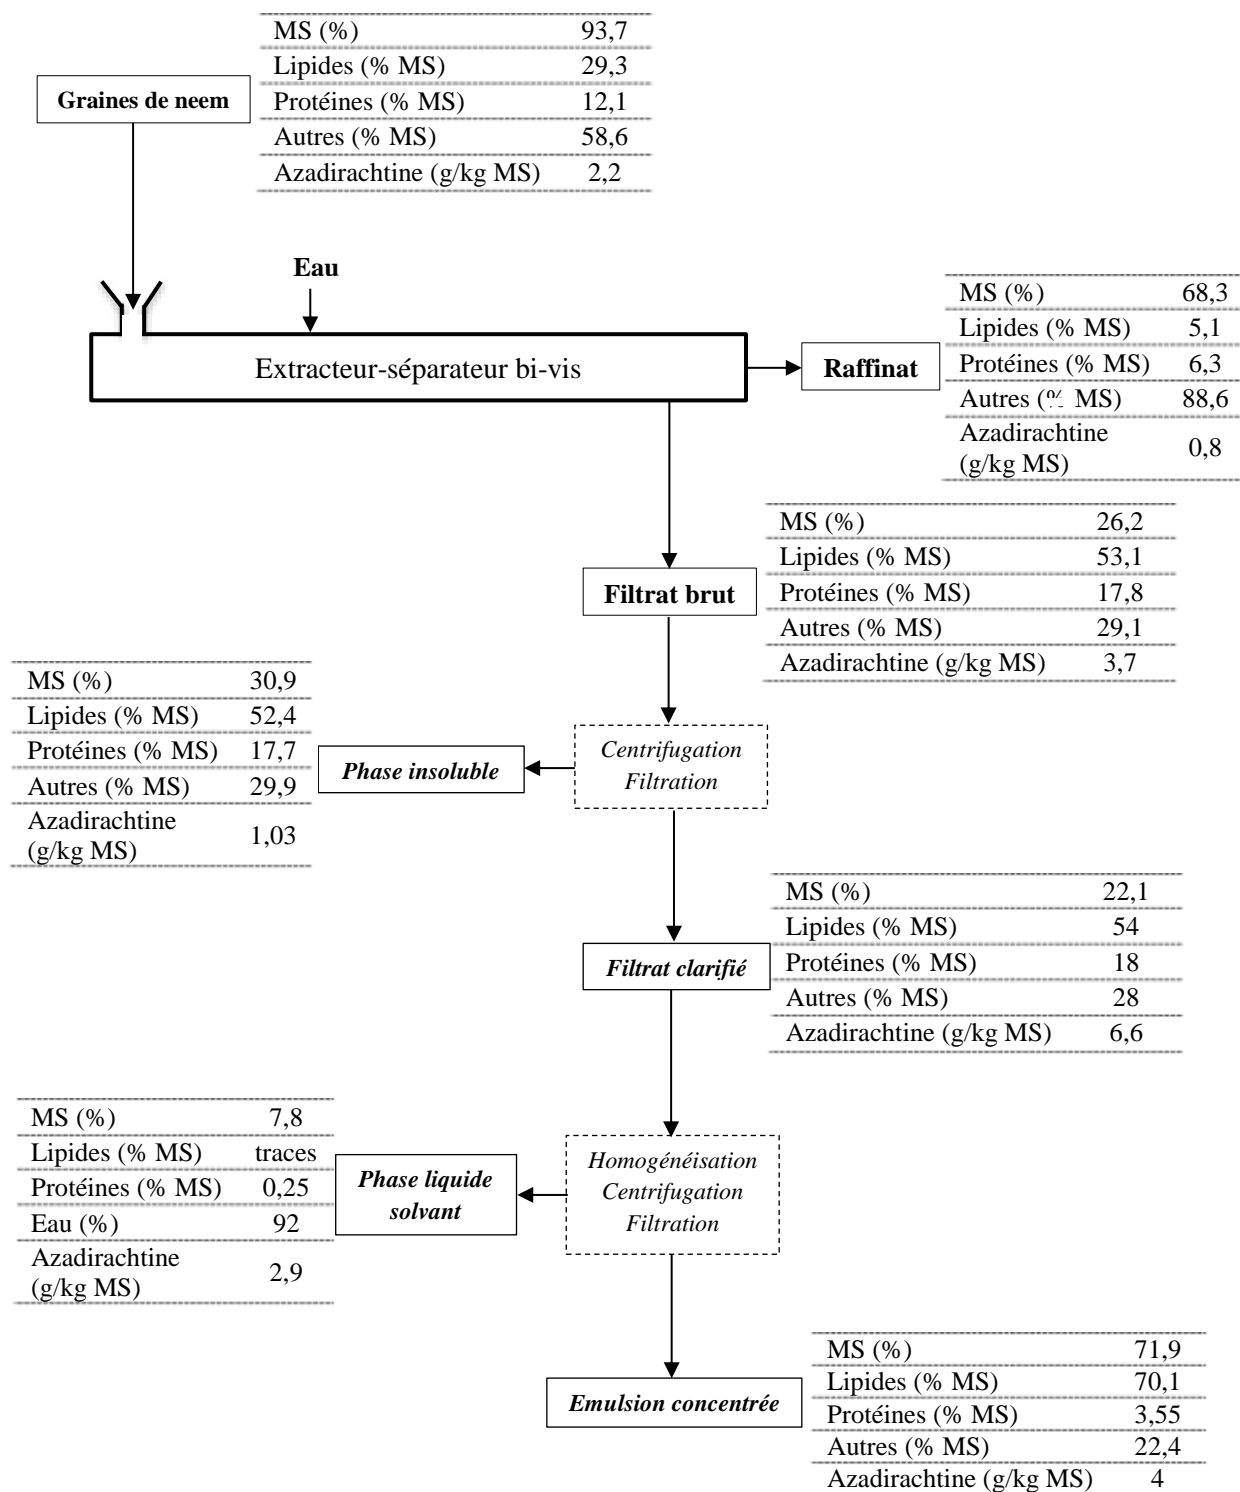 MS (%) 93,7
Lipides (% MS) 29,3
Graines de neem
Protéines (% MS) 12,1
Autres (% MS) 58,6
Azadirachtine (g/kg MS) 2,2
Eau
Extracteur-séparateur bi-vis
Raffinat
MS (%) 68,3
Lipides (% MS) 5,1
Protéines (% MS) 6,3
Autres (% MS) 88,6
Azadirachtine
(g/kg MS) 0,8
Filtrat brut
MS (%) 26,2
Lipides (% MS) 53,1
Protéines (% MS) 17,8
Autres (% MS) 29,1
Azadirachtine (g/kg MS) 3,7
MS (%) 30,9
Lipides (% MS) 52,4
Protéines (% MS) 17,7
Autres (% MS) 29,9
Azadirachtine
(g/kg MS) 1,03
Phase insoluble
Centrifugation
Filtration
Filtrat clarifié
MS (%) 22,1
Lipides (% MS) 54
Protéines (% MS) 18
Autres (% MS) 28
Azadirachtine (g/kg MS) 6,6
MS (%) 7,8
Lipides (% MS) traces
Protéines (% MS) 0,25
Eau (%) 92
Azadirachtine
(g/kg MS) 2,9
Phase liquide
solvant
Homogénéisation
Centrifugation
Filtration
Emulsion concentrée
MS (%) 71,9
Lipides (% MS) 70,1
Protéines (% MS) 3,55
Autres (% MS) 22,4
Azadirachtine (g/kg MS) 4